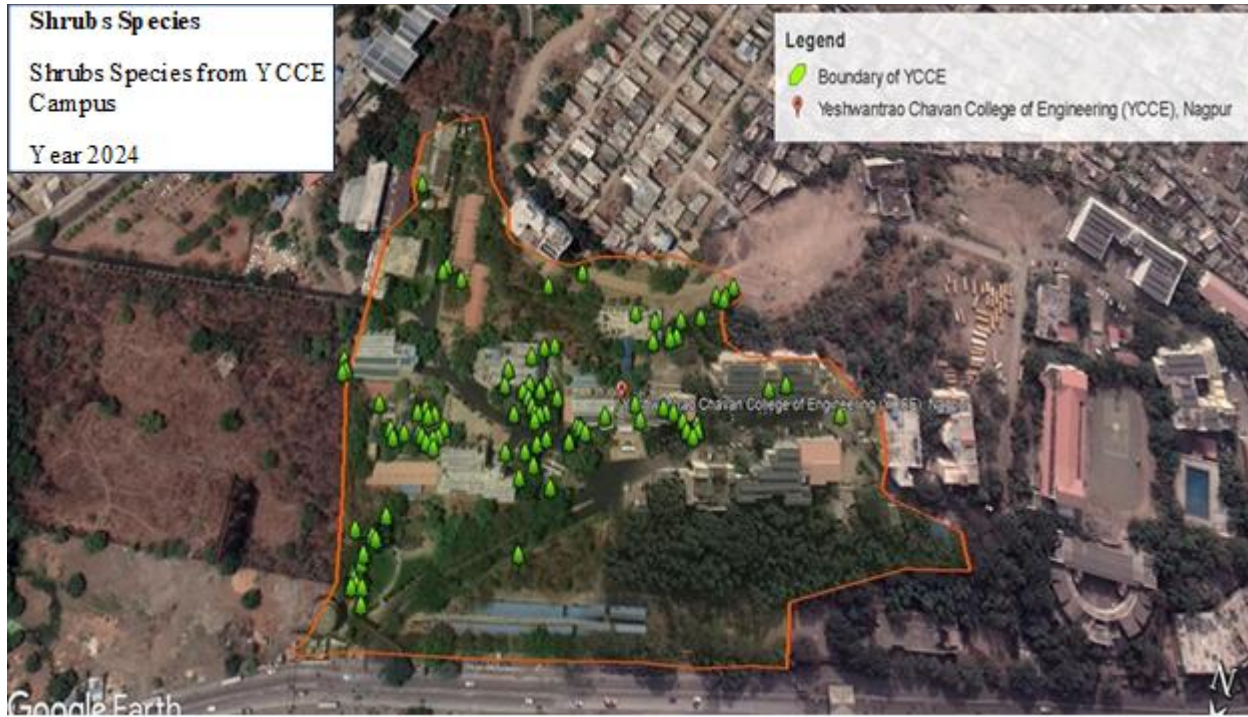 Shrubs Species
Shrubs Species from YCCE
Campus
Year 2024
Legend
Boundary of YCCE
Yeshwantrao Chavan College of Engineering (YCCE), Nagpur
Chavan College of Engineering
Google Earth
N